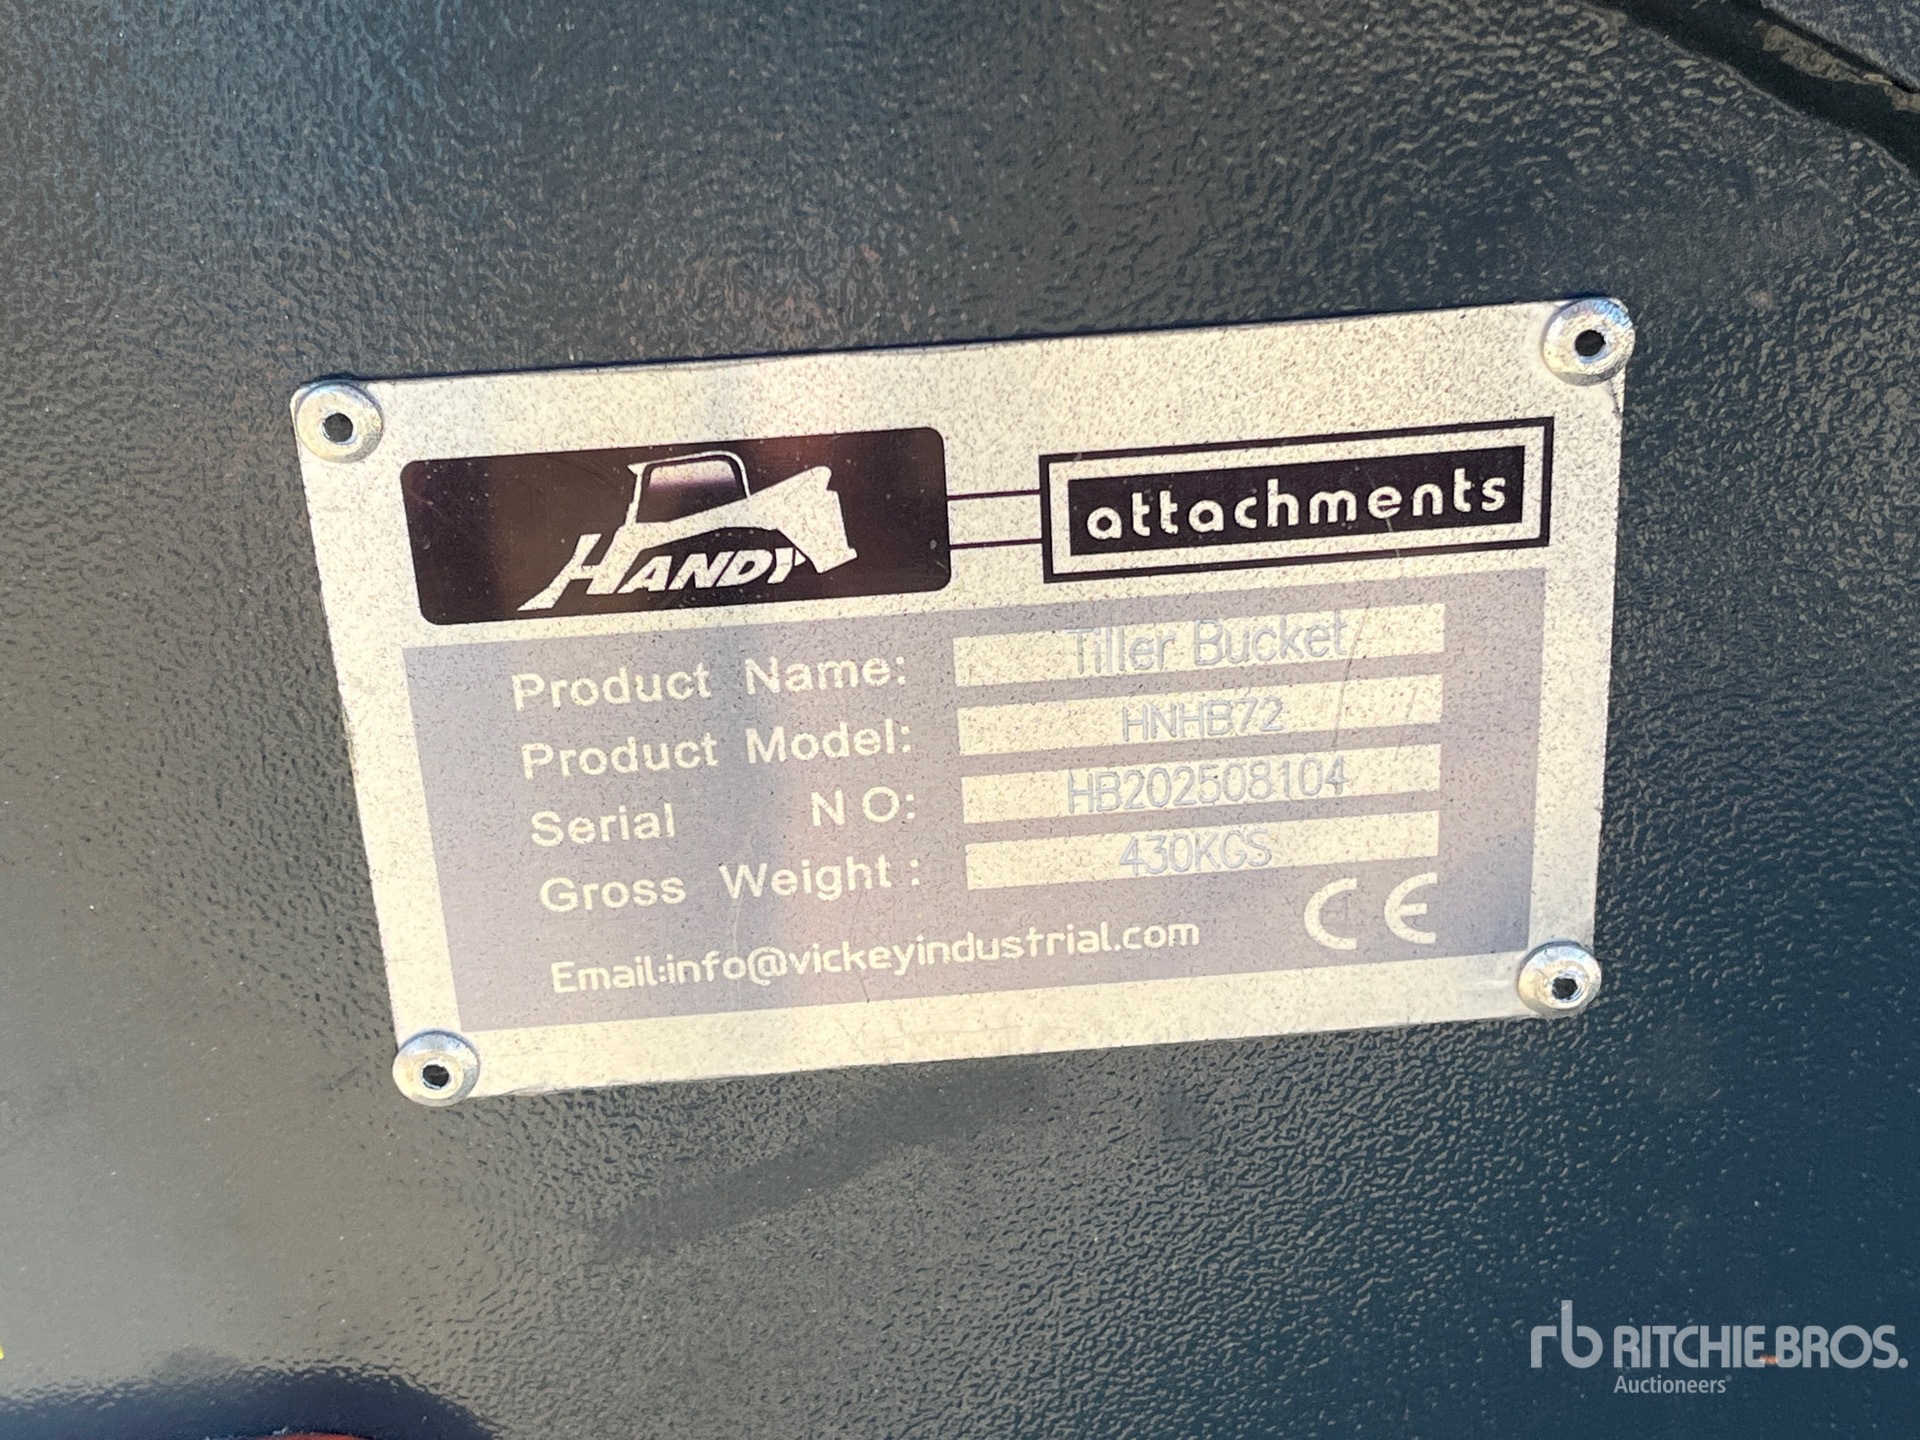 HANDY
attachments
Product Name: Tiller Bucket
Product Model: HNHB72
Serial NO: HB202508104
Gross Weight: 430KGS
Email:info@vickeyindustrial.com
CE
rb RITCHIE BROS.
Auctioneers